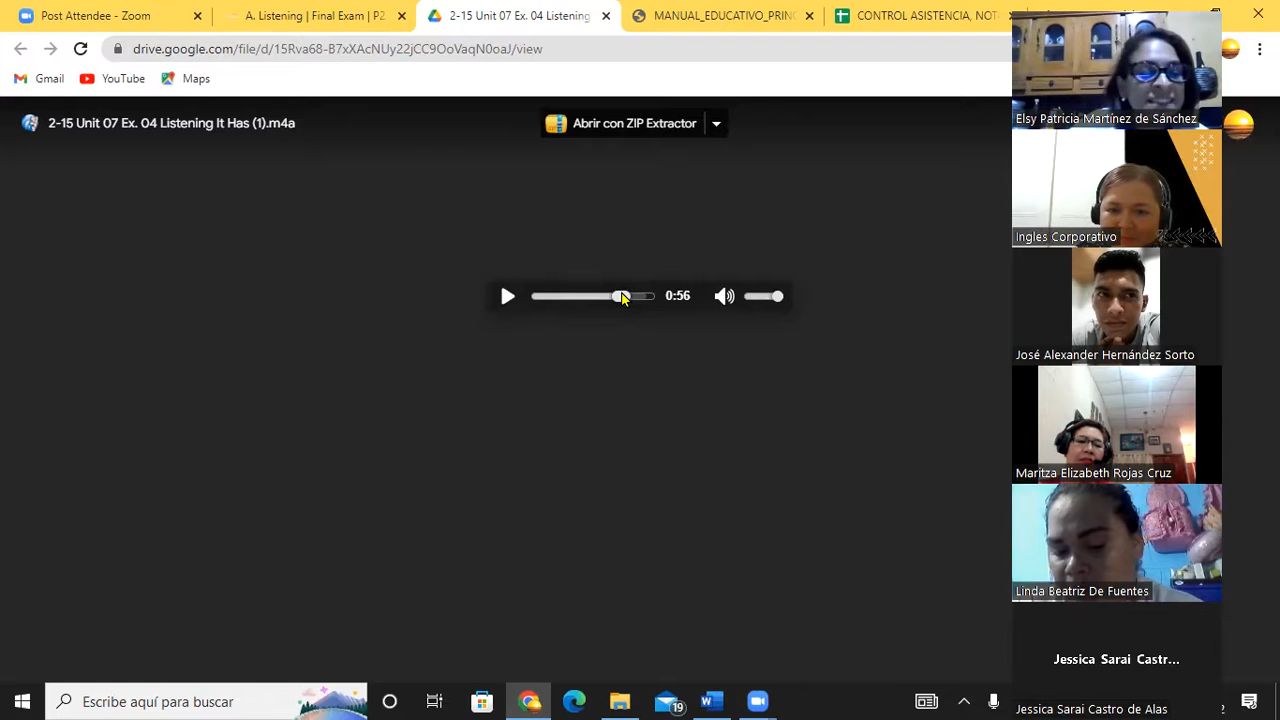 Post Attendee - Zoom
A. Listening | Final Exam | P2.
2-15 Unit 07 Ex. 04 Listening
MANUAL_EDUCATIVO_PRINC
CONTROL ASISTENCIA, NOT
drive.google.com/file/d/15Rva68-B7xXAcNUy22jCC9OoVaqN0oaJ/view
Gmail
YouTube
Maps
2-15 Unit 07 Ex. 04 Listening It Has (1).m4a
Abrir con ZIP Extractor
0:56
Elsy Patricia Martínez de Sánchez
Ingles Corporativo
José Alexander Hernández Sorto
Maritza Elizabeth Rojas Cruz
Linda Beatriz De Fuentes
Jessica Sarai Castr...
Jessica Sarai Castro de Alas
Escribe aquí para buscar
19
2